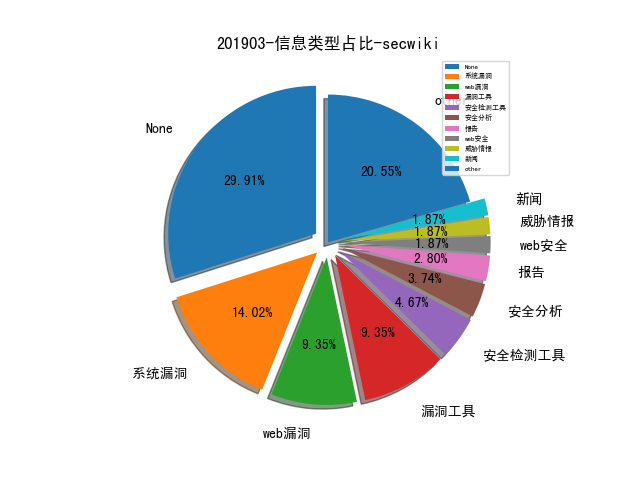 201903-信息类型占比-secwiki
None
系统漏洞
web漏洞
漏洞工具
安全检测工具
安全分析
报告
web安全
威胁情报
新闻
other
other
None
29.91%
20.55%
新闻
1.87%
威胁情报
1.87%
web安全
1.87%
报告
2.80%
安全分析
3.74%
安全检测工具
4.67%
漏洞工具
9.35%
web漏洞
9.35%
系统漏洞
14.02%